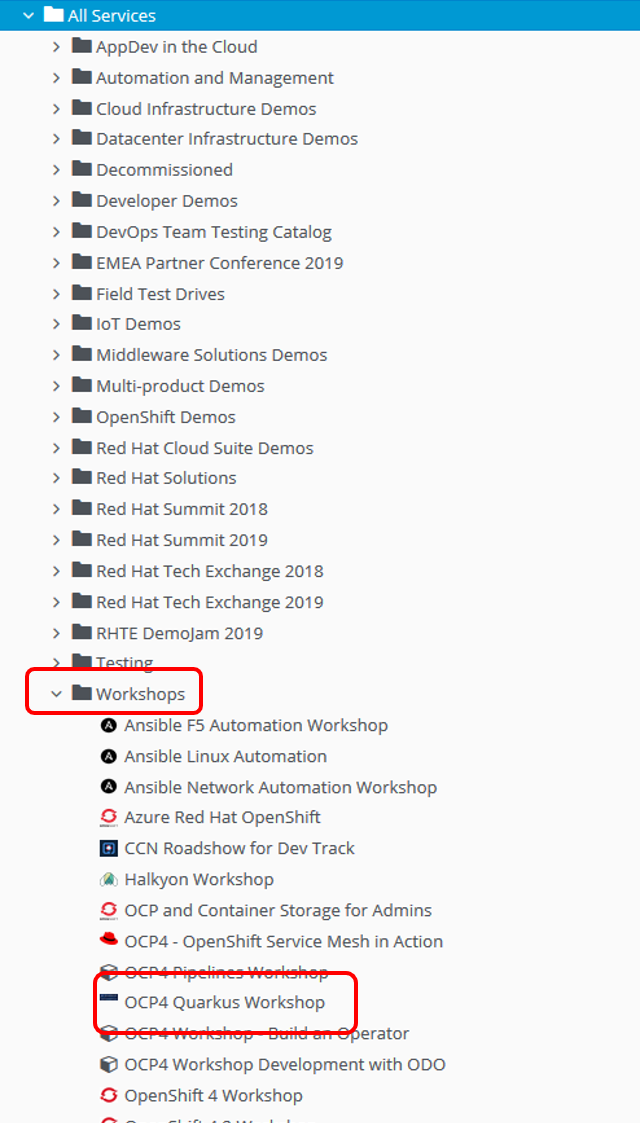 All Services
AppDev in the Cloud
Automation and Management
Cloud Infrastructure Demos
Datacenter Infrastructure Demos
Decommissioned
Developer Demos
DevOps Team Testing Catalog
EMEA Partner Conference 2019
Field Test Drives
IoT Demos
Middleware Solutions Demos
Multi-product Demos
OpenShift Demos
Red Hat Cloud Suite Demos
Red Hat Solutions
Red Hat Summit 2018
Red Hat Summit 2019
Red Hat Tech Exchange 2018
Red Hat Tech Exchange 2019
RHTE DemoJam 2019
Testing
Workshops
Ansible F5 Automation Workshop
Ansible Linux Automation
Ansible Network Automation Workshop
Azure Red Hat OpenShift
CCN Roadshow for Dev Track
Halkyon Workshop
OCP and Container Storage for Admins
OCP4 - OpenShift Service Mesh in Action
OCP4 Pipelines Workshop
OCP4 Quarkus Workshop
OCP4 Workshop - Build an Operator
OCP4 Workshop Development with ODO
OpenShift 4 Workshop